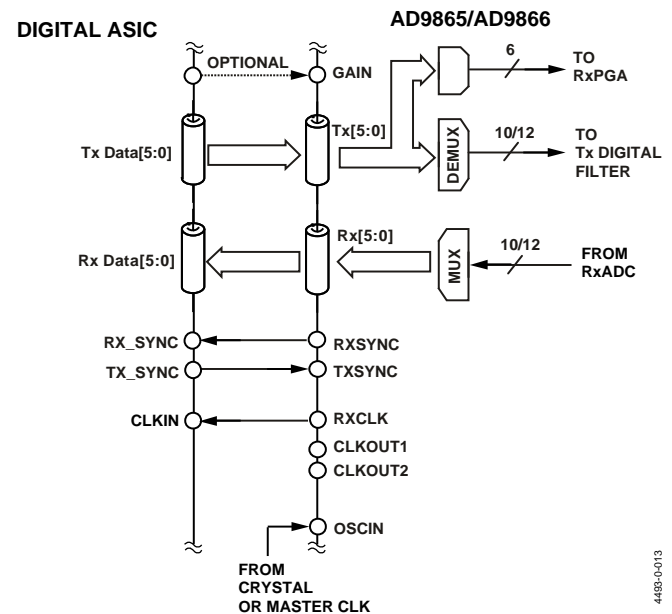 DIGITAL ASIC
AD9865/AD9866
OPTIONAL
GAIN
6
TO
RxPGA
Tx Data[5:0]
Tx[5:0]
DEMUX
10/12
TO
Tx DIGITAL
FILTER
Rx Data[5:0]
Rx[5:0]
MUX
10/12
FROM
RxADC
RX_SYNC
RXSYNC
TX_SYNC
TXSYNC
CLKIN
RXCLK
CLKOUT1
CLKOUT2
OSCIN
FROM
CRYSTAL
OR MASTER CLK
4493-0-013